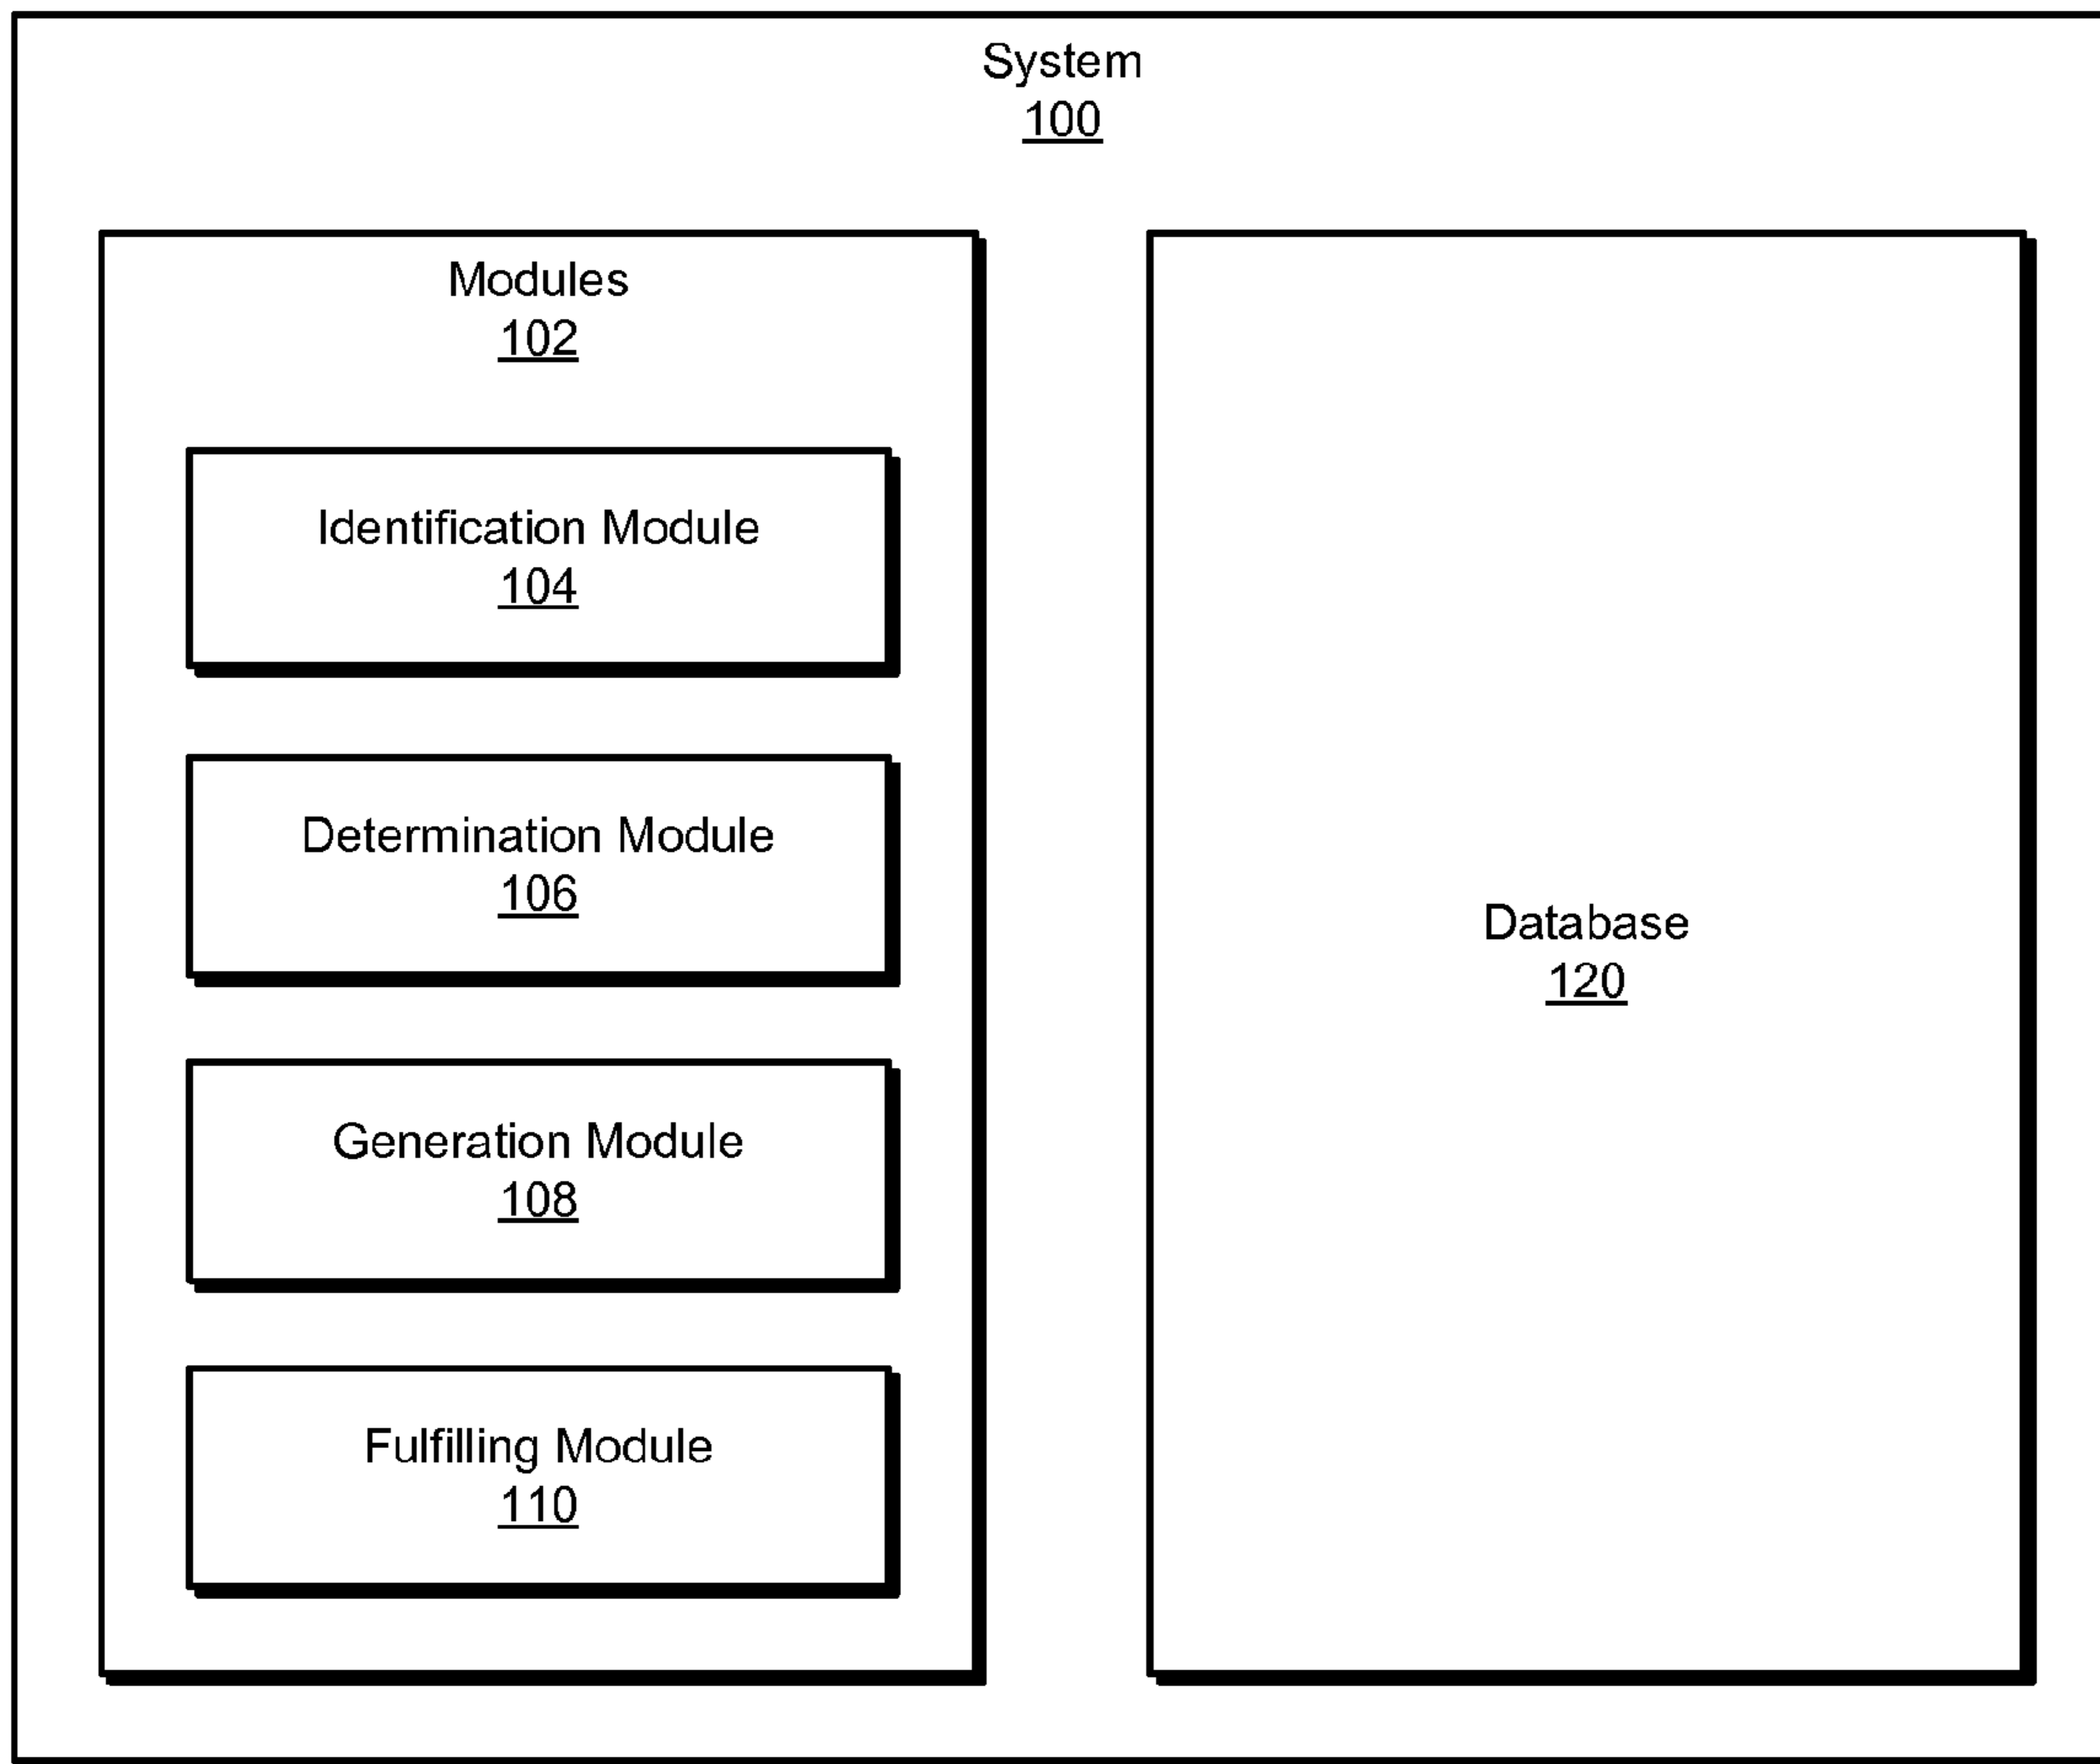 System
100
Modules
102
Identification Module
104
Determination Module
106
Generation Module
108
Fulfilling Module
110
Database
120